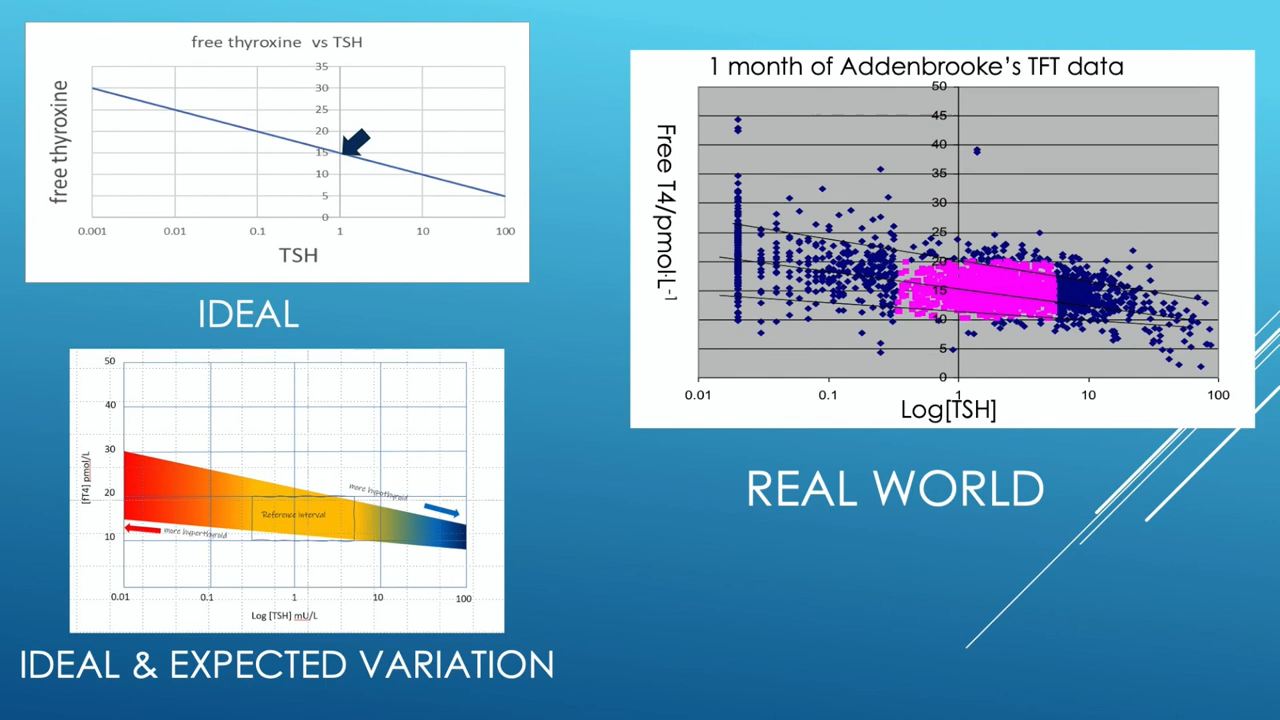 free thyroxine vs TSH
free thyroxine
35
30
25
20
15
10
5
0
0.001
0.01
0.1
1
10
100
TSH
IDEAL
50
40
30
20
10
[fT4] pmol/L
more hypothyroid
Reference interval
more hyperthyroid
0.01
0.1
1
10
100
Log [TSH] mU/L
IDEAL & EXPECTED VARIATION
1 month of Addenbrooke's TFT data
Free T4/pmol·L-1
50
45
40
35
30
25
20
15
10
5
0
0.01
0.1
1
10
100
Log[TSH]
REAL WORLD